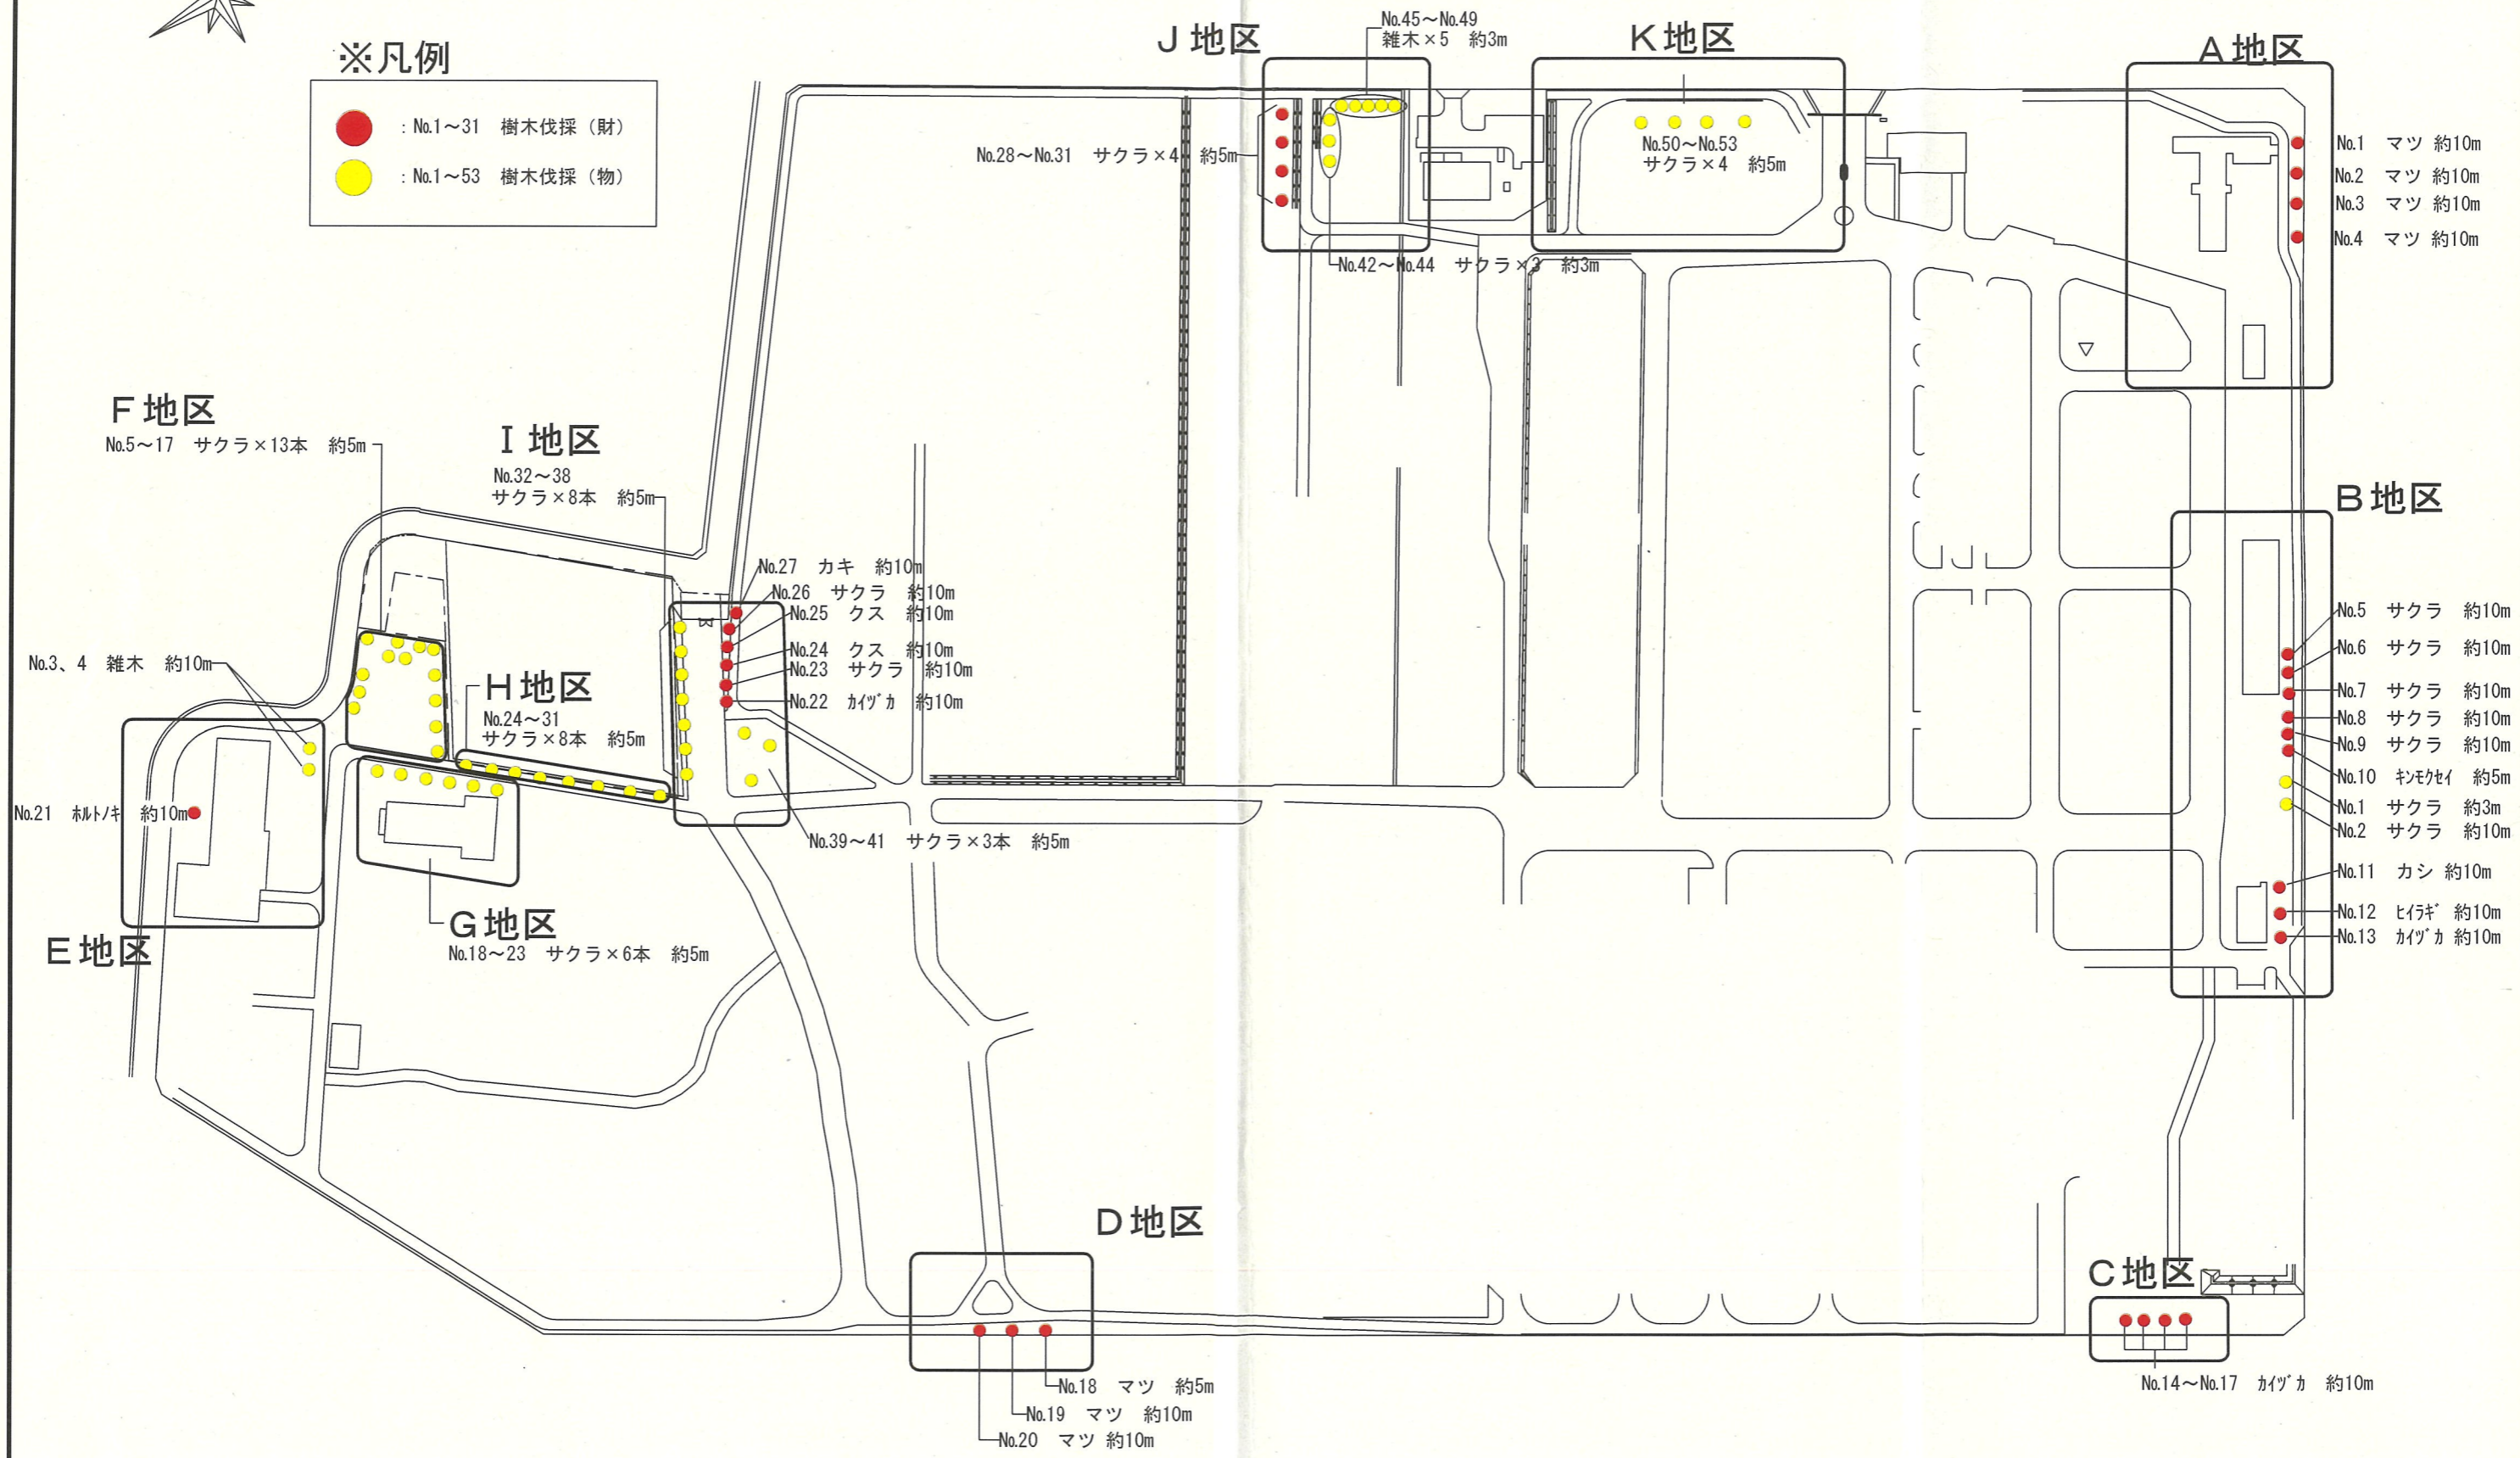 ※凡例
：No.1～31　樹木伐採（財）
：No.1～53　樹木伐採（物）
J地区
No.45～No.49
雑木×5　約3m
No.28～No.31　サクラ×4　約5m
No.42～No.44　サクラ×3　約3m
K地区
No.50～No.53
サクラ×4　約5m
A地区
No.1　マツ 約10m
No.2　マツ 約10m
No.3　マツ 約10m
No.4　マツ 約10m
F地区
No.5～17　サクラ×13本　約5m
I地区
No.32～38
サクラ×8本　約5m
No.27　カキ　約10m
No.26　サクラ　約10m
No.25　クス　約10m
No.24　クス　約10m
No.23　サクラ　約10m
No.22　ｶｲﾂﾞｶ　約10m
No.39～41　サクラ×3本　約5m
B地区
No.5　サクラ　約10m
No.6　サクラ　約10m
No.7　サクラ　約10m
No.8　サクラ　約10m
No.9　サクラ　約10m
No.10　ｷﾝﾓｸｾｲ　約5m
No.1　サクラ　約3m
No.2　サクラ　約10m
No.11　カシ 約10m
No.12　ﾋｲﾗｷﾞ 約10m
No.13　ｶｲﾂﾞｶ 約10m
No.3、4　雑木　約10m
H地区
No.24～31
サクラ×8本　約5m
No.21　ﾎﾙﾄﾉｷ　約10m
E地区
G地区
No.18～23　サクラ×6本　約5m
D地区
No.18　マツ　約5m
No.19　マツ　約10m
No.20　マツ 約10m
C地区
No.14～No.17　ｶｲﾂﾞｶ　約10m